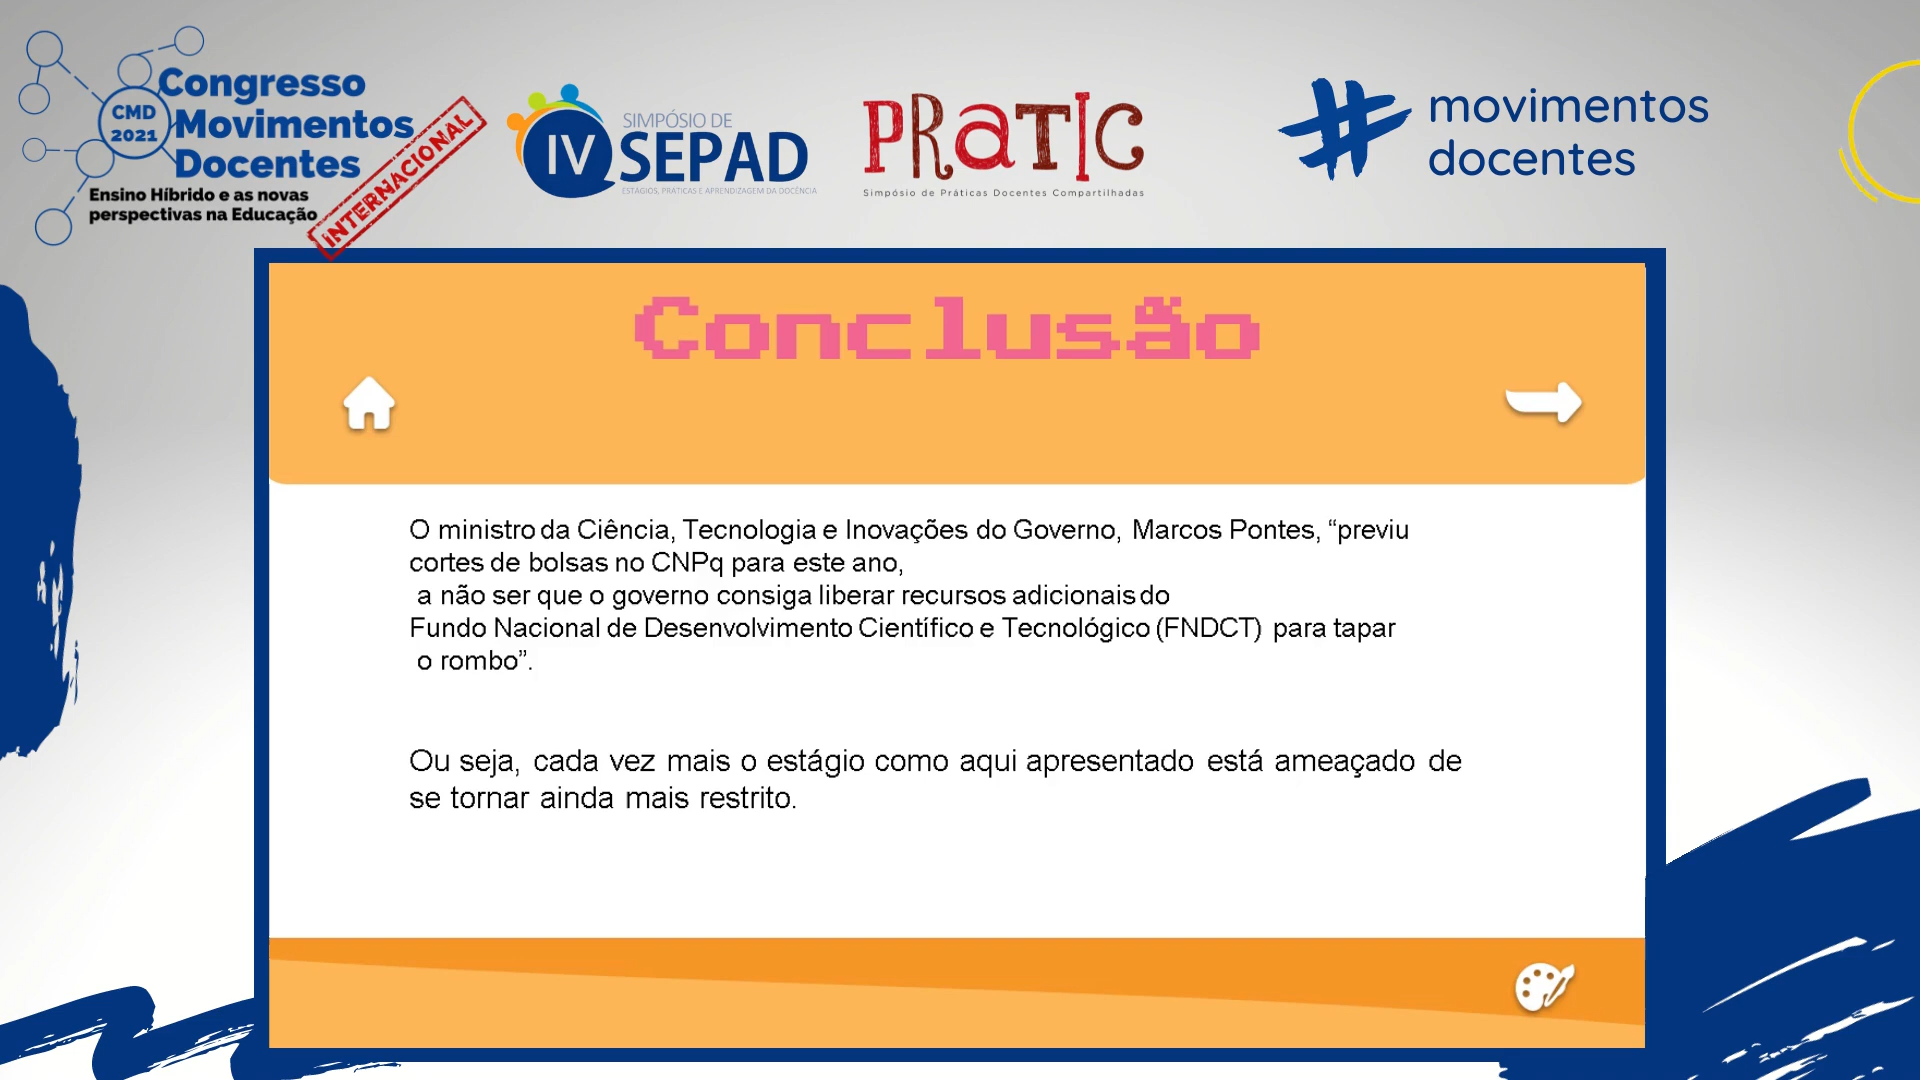 Congresso
CMD
2021
Movimentos
Docentes
Ensino Híbrido e as novas
perspectivas na Educação
INTERNACIONAL
SIMPÓSIO DE
IV SEPAD
ESTÁGIOS, PRÁTICAS E APRENDIZAGEM DA DOCÊNCIA
PRATIC
Simpósio de Práticas Docentes Compartilhadas
# movimentos
docentes
Conclusão
O ministro da Ciência, Tecnologia e Inovações do Governo, Marcos Pontes, “previu
cortes de bolsas no CNPq para este ano,
a não ser que o governo consiga liberar recursos adicionais do
Fundo Nacional de Desenvolvimento Científico e Tecnológico (FNDCT) para tapar
o rombo”.
Ou seja, cada vez mais o estágio como aqui apresentado está ameaçado de
se tornar ainda mais restrito.